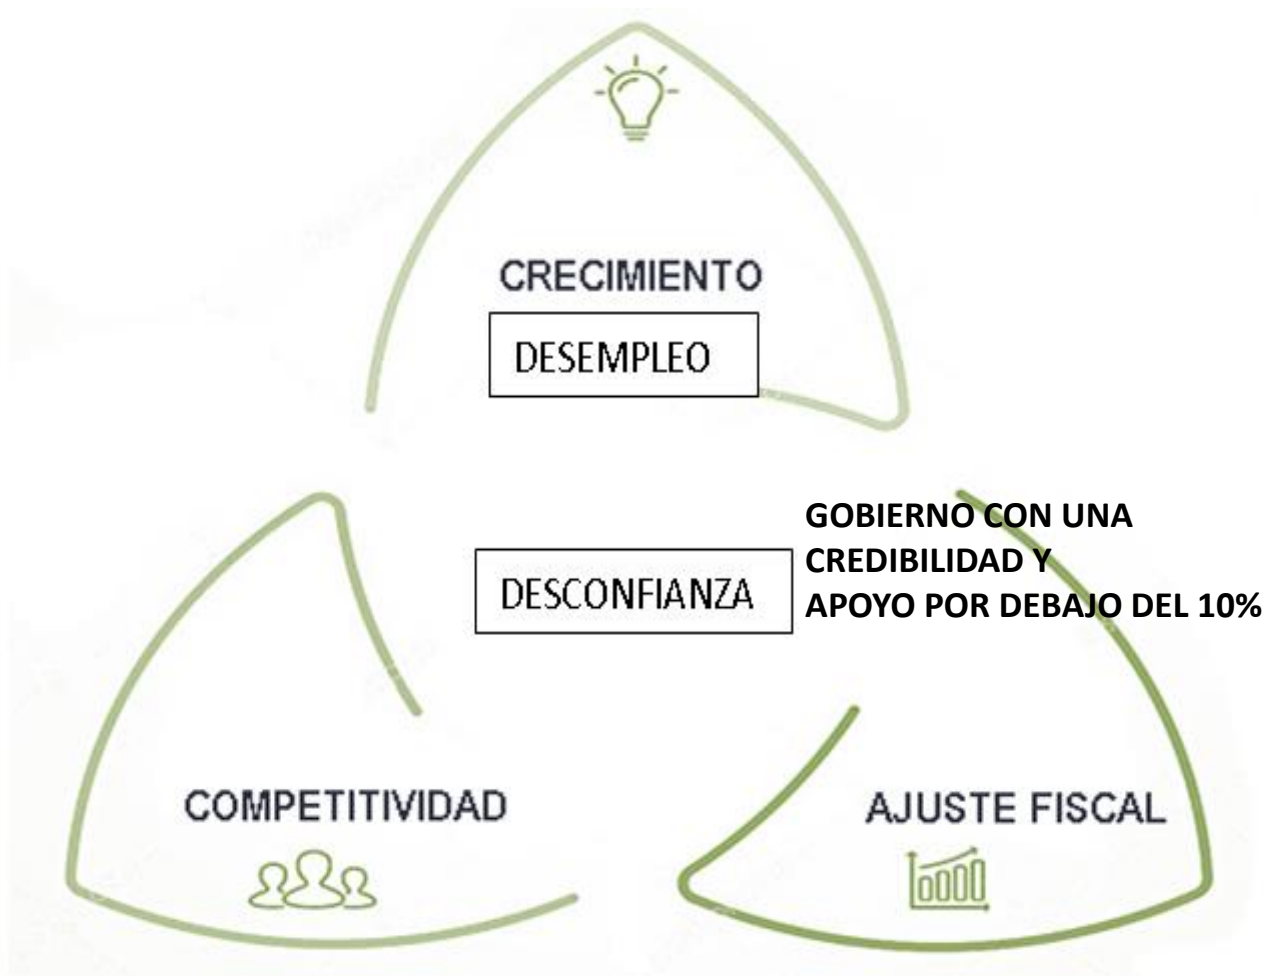 CRECIMIENTO
DESEMPLEO
GOBIERNO CON UNA
CREDIBILIDAD Y
APOYO POR DEBAJO DEL 10%
DESCONFIANZA
COMPETITIVIDAD
AJUSTE FISCAL